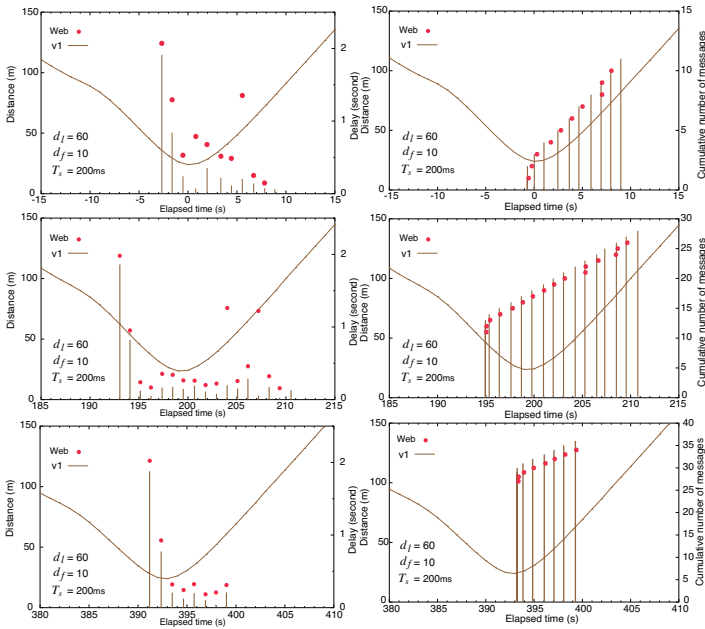 150
100
50
0
Distance (m)
Web
v1
d_l = 60
d_f = 10
T_s = 200ms
2
1
0
Delay (second)
-15 -10 -5 0 5 10 15
Elapsed time (s)
150
100
50
0
Distance (m)
Web
v1
d_l = 60
d_f = 10
T_s = 200ms
15
10
5
0
Cumulative number of messages
-15 -10 -5 0 5 10 15
Elapsed time (s)
150
100
50
0
Distance (m)
Web
v1
d_l = 60
d_f = 10
T_s = 200ms
2
1
0
Delay (second)
185 190 195 200 205 210 215
Elapsed time (s)
150
100
50
0
Distance (m)
Web
v1
d_l = 60
d_f = 10
T_s = 200ms
30
25
20
15
10
5
0
Cumulative number of messages
185 190 195 200 205 210 215
Elapsed time (s)
150
100
50
0
Distance (m)
Web
v1
d_l = 60
d_f = 10
T_s = 200ms
2
1
0
Delay (second)
380 385 390 395 400 405 410
Elapsed time (s)
150
100
50
0
Distance (m)
Web
v1
d_l = 60
d_f = 10
T_s = 200ms
40
35
30
25
20
15
10
5
0
Cumulative number of messages
380 385 390 395 400 405 410
Elapsed time (s)